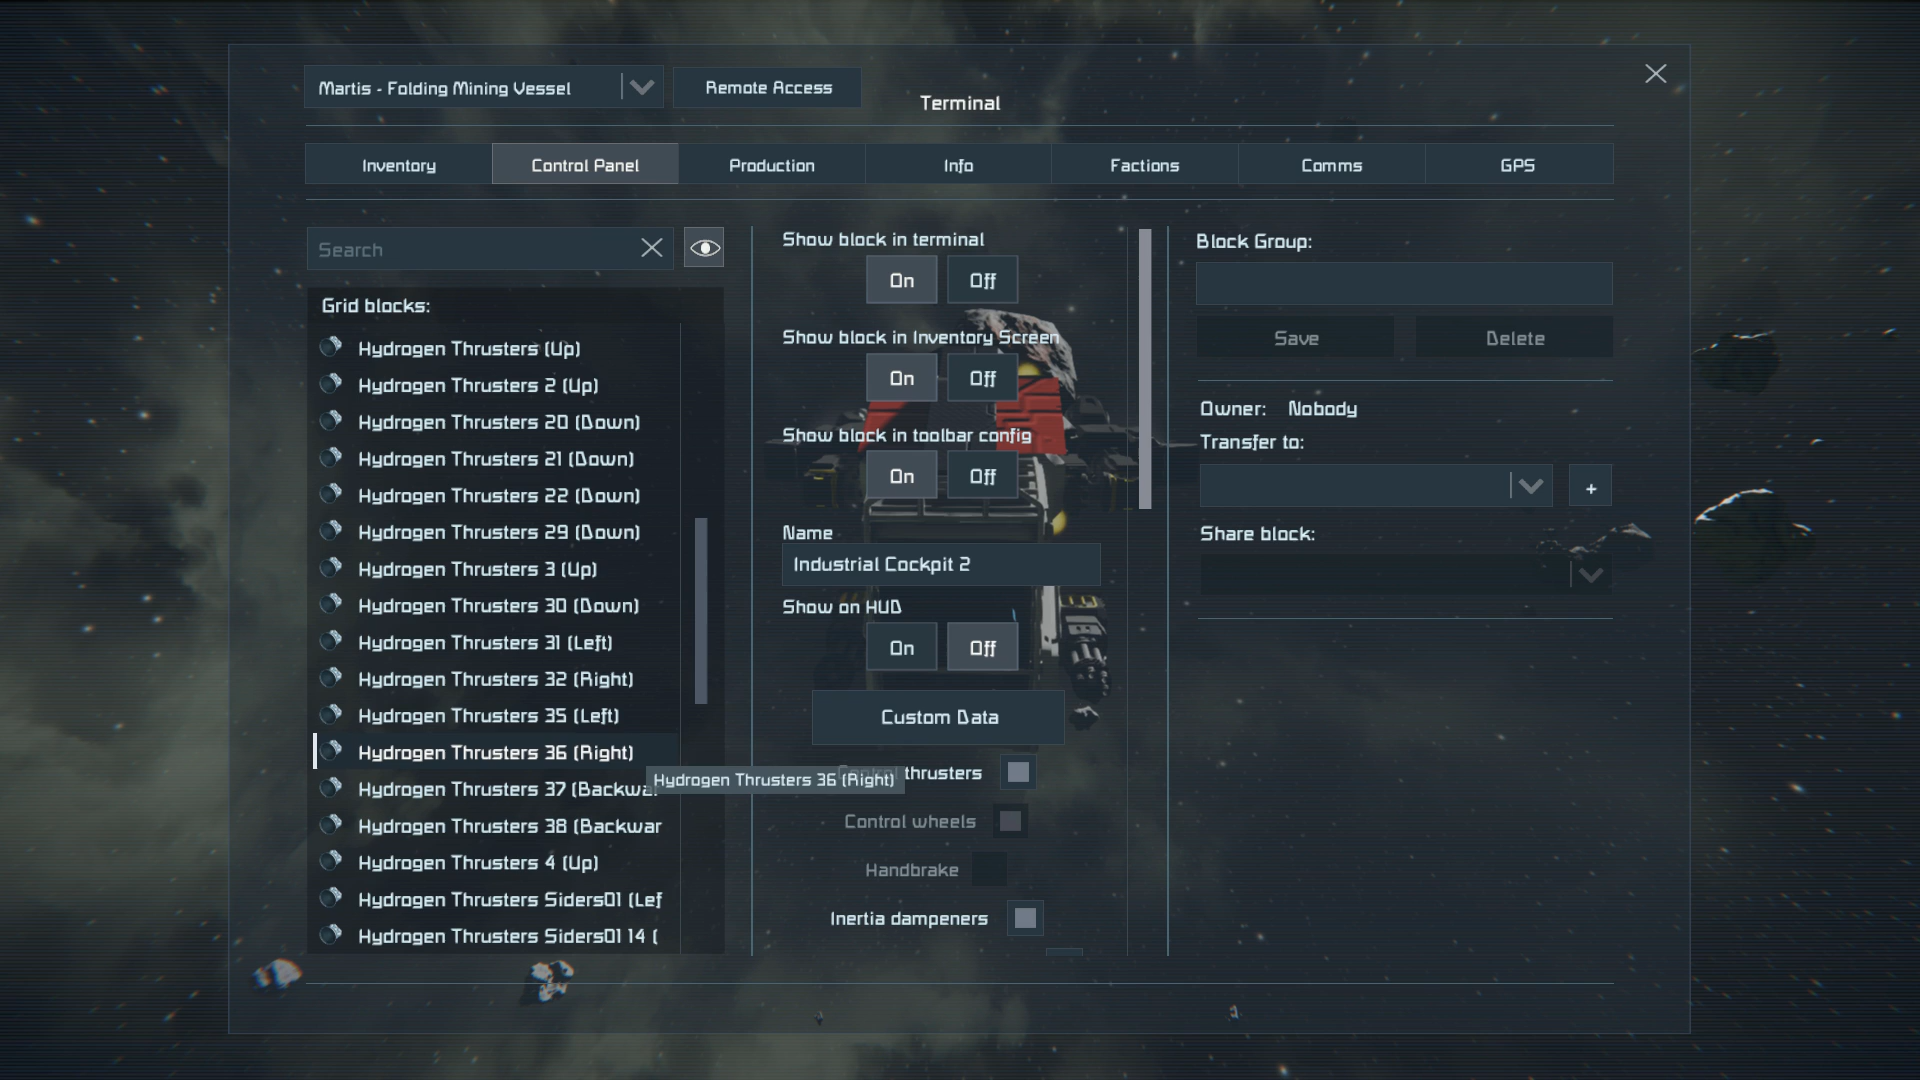 Martis - Folding Mining Vessel
Remote Access
Terminal
Inventory
Control Panel
Production
Info
Factions
Comms
GPS
Search
Grid blocks:
Hydrogen Thrusters (Up)
Hydrogen Thrusters 2 (Up)
Hydrogen Thrusters 20 (Down)
Hydrogen Thrusters 21 (Down)
Hydrogen Thrusters 22 (Down)
Hydrogen Thrusters 29 (Down)
Hydrogen Thrusters 3 (Up)
Hydrogen Thrusters 30 (Down)
Hydrogen Thrusters 31 (Left)
Hydrogen Thrusters 32 (Right)
Hydrogen Thrusters 35 (Left)
Hydrogen Thrusters 36 (Right)
Hydrogen Thrusters 36 (Right)
Hydrogen Thrusters 37 (Backwa
Hydrogen Thrusters 38 (Backwar
Hydrogen Thrusters 4 (Up)
Hydrogen Thrusters Siders01 (Lef
Hydrogen Thrusters Siders01 14 (
Show block in terminal
On Off
Show block in Inventory Screen
On Off
Show block in toolbar config
On Off
Name
Industrial Cockpit 2
Show on HUD
On Off
Custom Data
Control thrusters
Control wheels
Handbrake
Inertia dampeners
Block Group:
Save Delete
Owner: Nobody
Transfer to:
+
Share block: